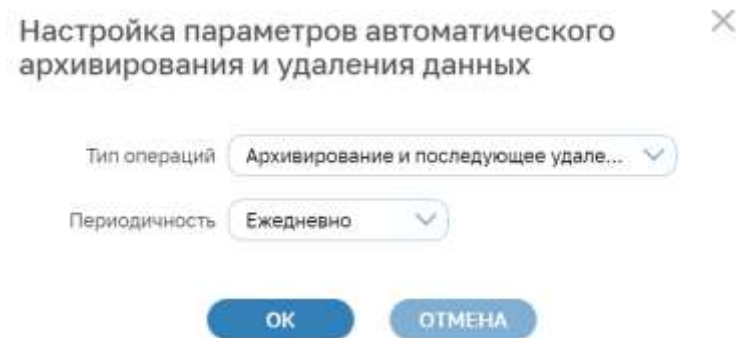 Настройка параметров автоматического
архивирования и удаления данных
Тип операций Архивирование и последующее удале...
Периодичность Ежедневно
ОК ОТМЕНА